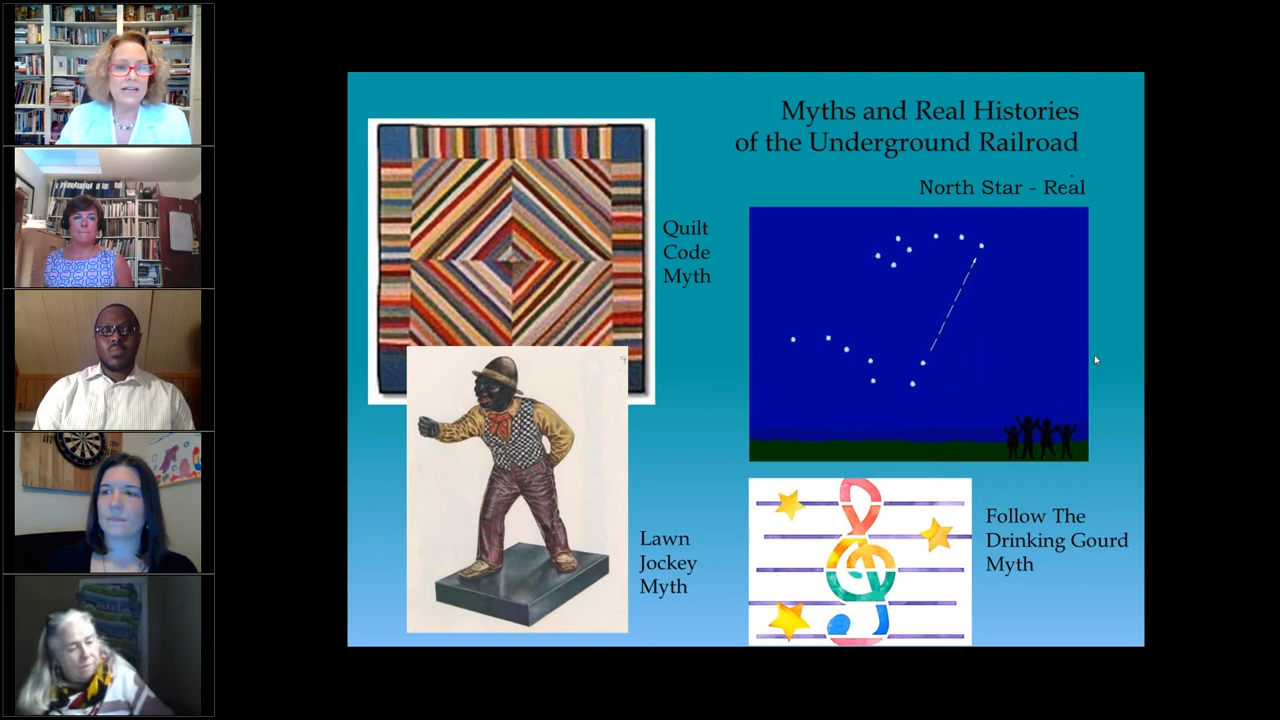 Myths and Real Histories
of the Underground Railroad
North Star - Real
Quilt
Code
Myth
Lawn
Jockey
Myth
Follow The
Drinking Gourd
Myth